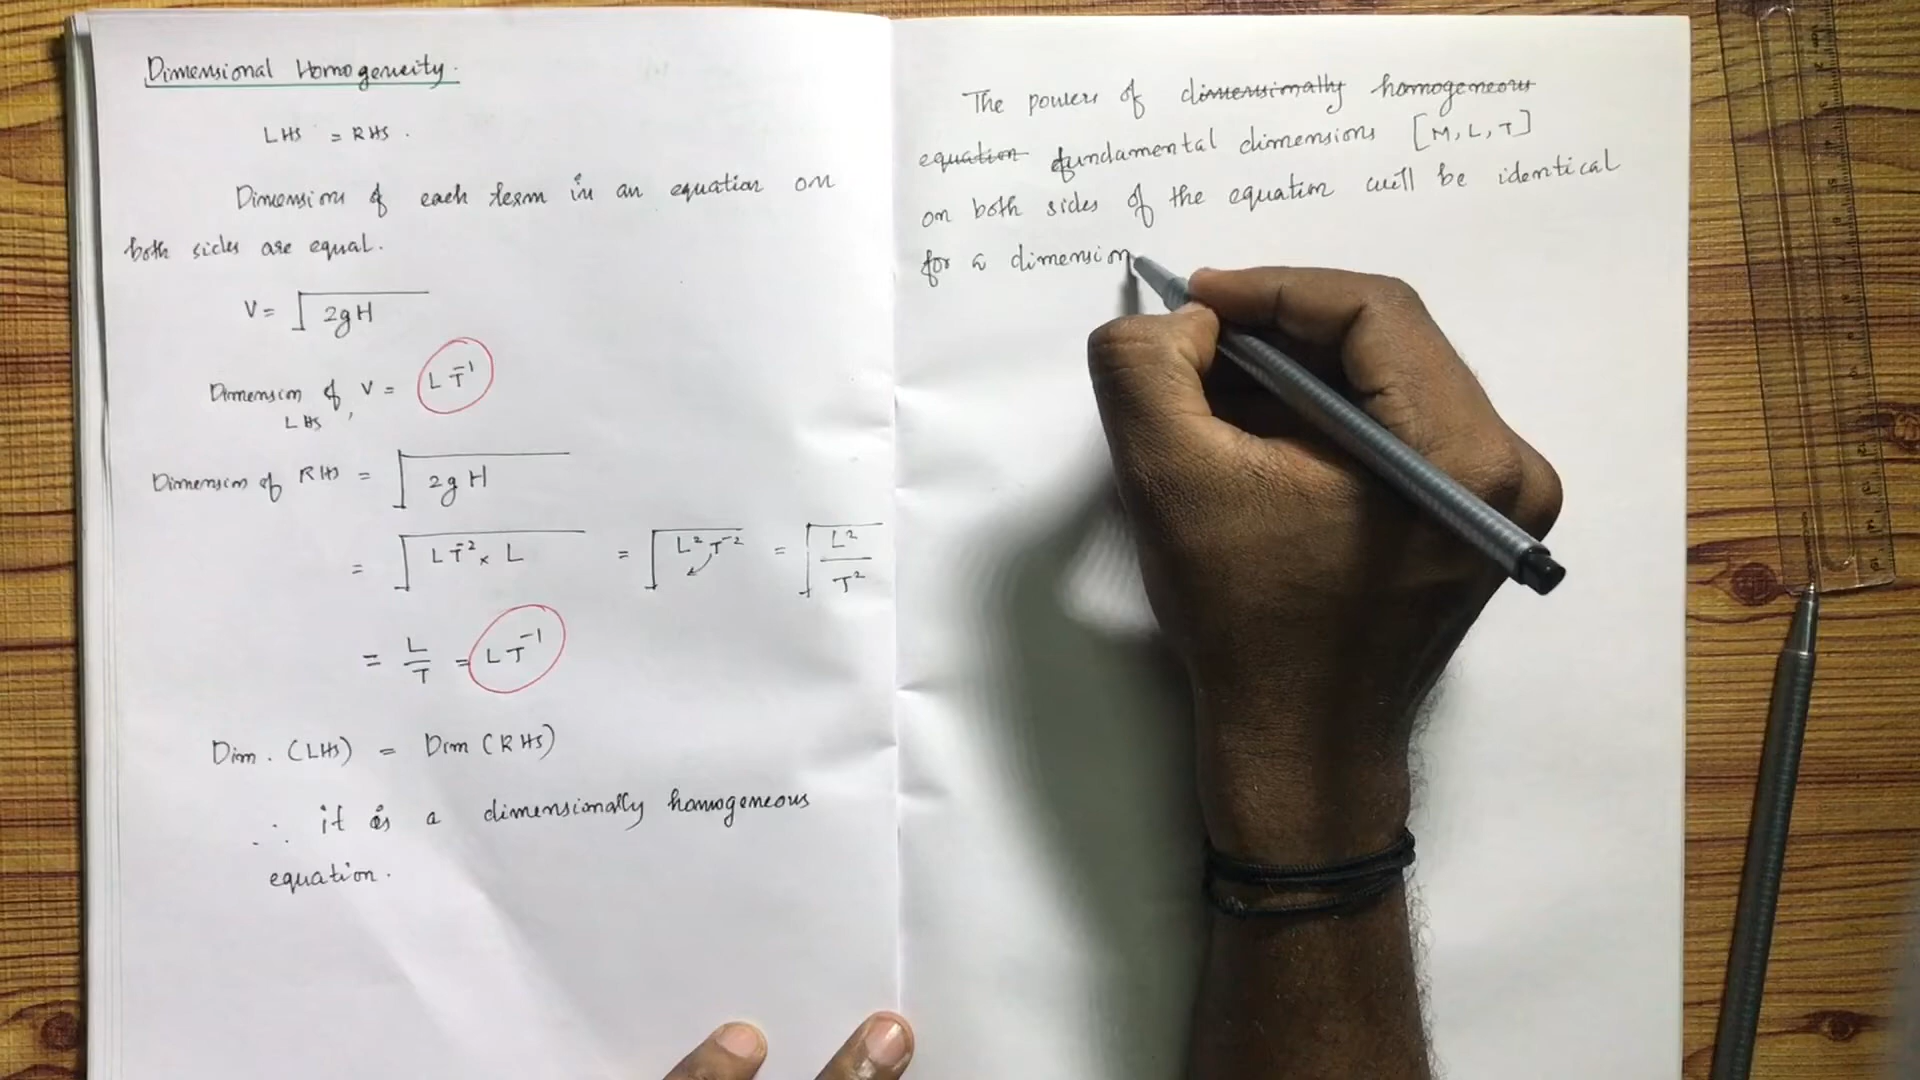 Dimensional Homogeneity.
LHS = RHS.
Dimensions of each term in an equation on
both sides are equal.
V = √2gH
Dimension of V = LT⁻¹
LHS,
Dimension of RHS = √2gH
= √LT⁻² × L = √L²T⁻² = √L²/T²
= L/T = LT⁻¹
Dim. (LHS) = Dim (RHS)
∴ it is a dimensionally homogeneous
equation.
The powers of dimensimally homogeneous
equation fundamental dimensions [M, L, T]
on both sides of the equation will be identical
for a dimension